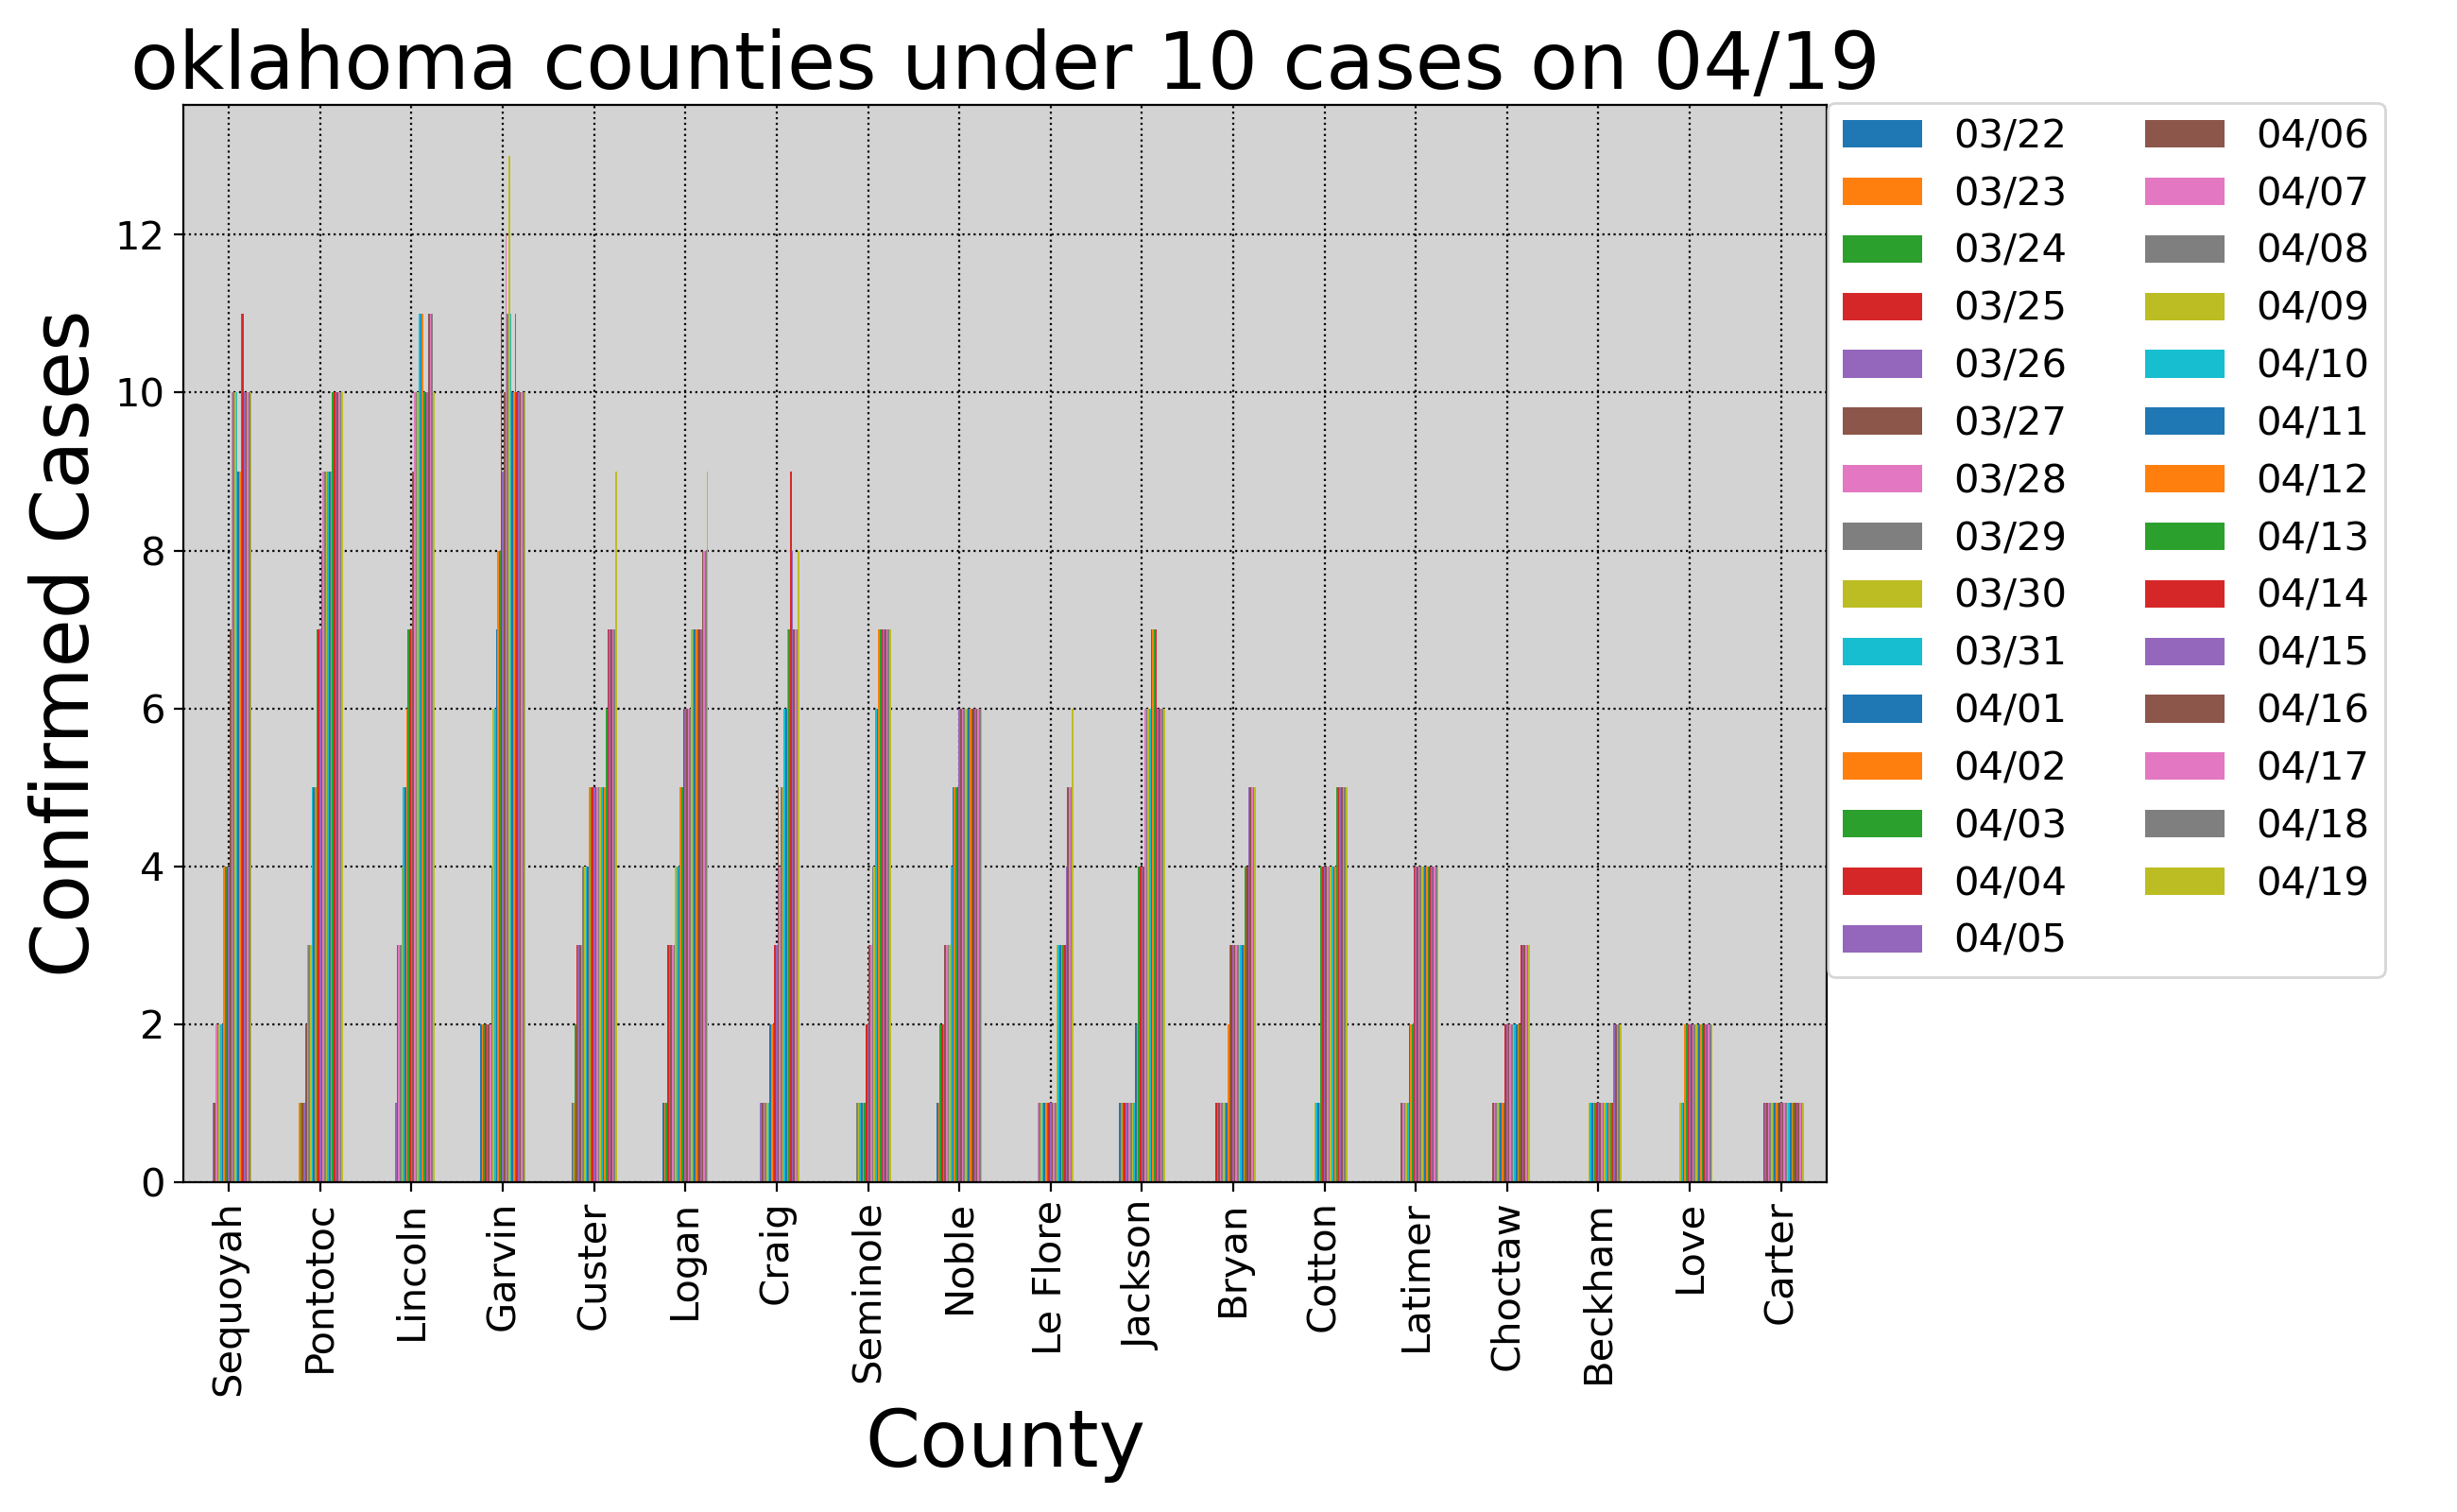 oklahoma counties under 10 cases on 04/19
Confirmed Cases
12
10
8
6
4
2
0
Sequoyah
Pontotoc
Lincoln
Garvin
Custer
Logan
Craig
Seminole
Noble
Le Flore
Jackson
Bryan
Cotton
Latimer
Choctaw
Beckham
Love
Carter
County
03/22
03/23
03/24
03/25
03/26
03/27
03/28
03/29
03/30
03/31
04/01
04/02
04/03
04/04
04/05
04/06
04/07
04/08
04/09
04/10
04/11
04/12
04/13
04/14
04/15
04/16
04/17
04/18
04/19